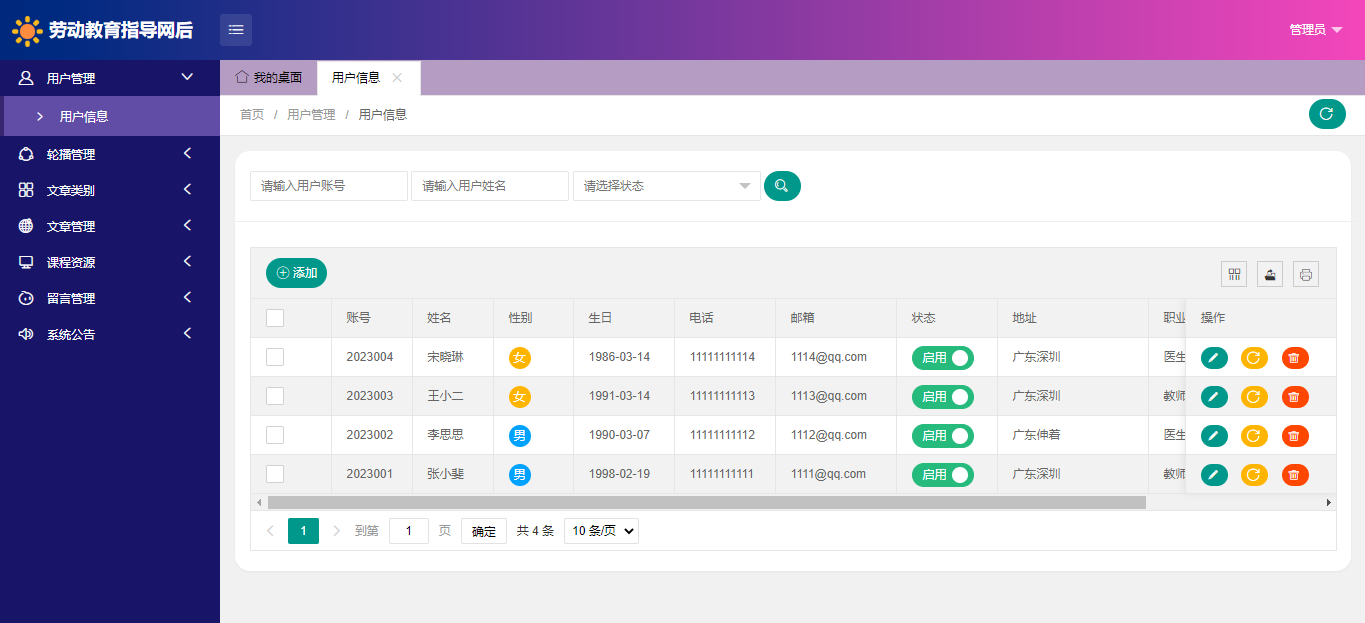 劳动教育指导网后
管理员
用户管理
用户信息
轮播管理
文章类别
文章管理
课程资源
留言管理
系统公告
我的桌面 用户信息
首页 / 用户管理 / 用户信息
请输入用户账号 请输入用户姓名 请选择状态
添加
账号 姓名 性别 生日 电话 邮箱 状态 地址 职业 操作
2023004 宋晓琳 女 1986-03-14 11111111114 1114@qq.com 启用 广东深圳 医生
2023003 王小二 女 1991-03-14 11111111113 1113@qq.com 启用 广东深圳 教师
2023002 李思思 男 1990-03-07 11111111112 1112@qq.com 启用 广东伸着 医生
2023001 张小斐 男 1998-02-19 11111111111 1111@qq.com 启用 广东深圳 教师
1 到第 1 页 确定 共 4 条 10 条/页